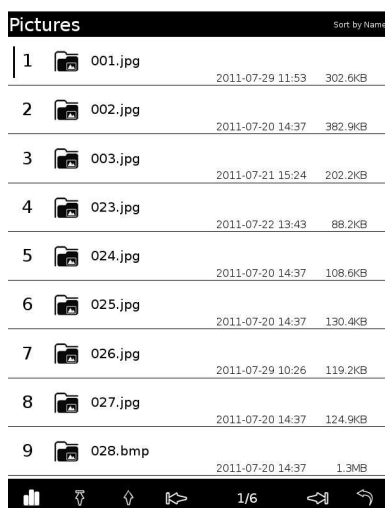 Pictures Sort by Name
1 001.jpg
2011-07-29 11:53 302.6KB
2 002.jpg
2011-07-20 14:37 382.9KB
3 003.jpg
2011-07-21 15:24 202.2KB
4 023.jpg
2011-07-22 13:43 88.2KB
5 024.jpg
2011-07-20 14:37 108.6KB
6 025.jpg
2011-07-20 14:37 130.4KB
7 026.jpg
2011-07-29 10:26 119.2KB
8 027.jpg
2011-07-20 14:37 124.9KB
9 028.bmp
2011-07-20 14:37 1.3MB
1/6